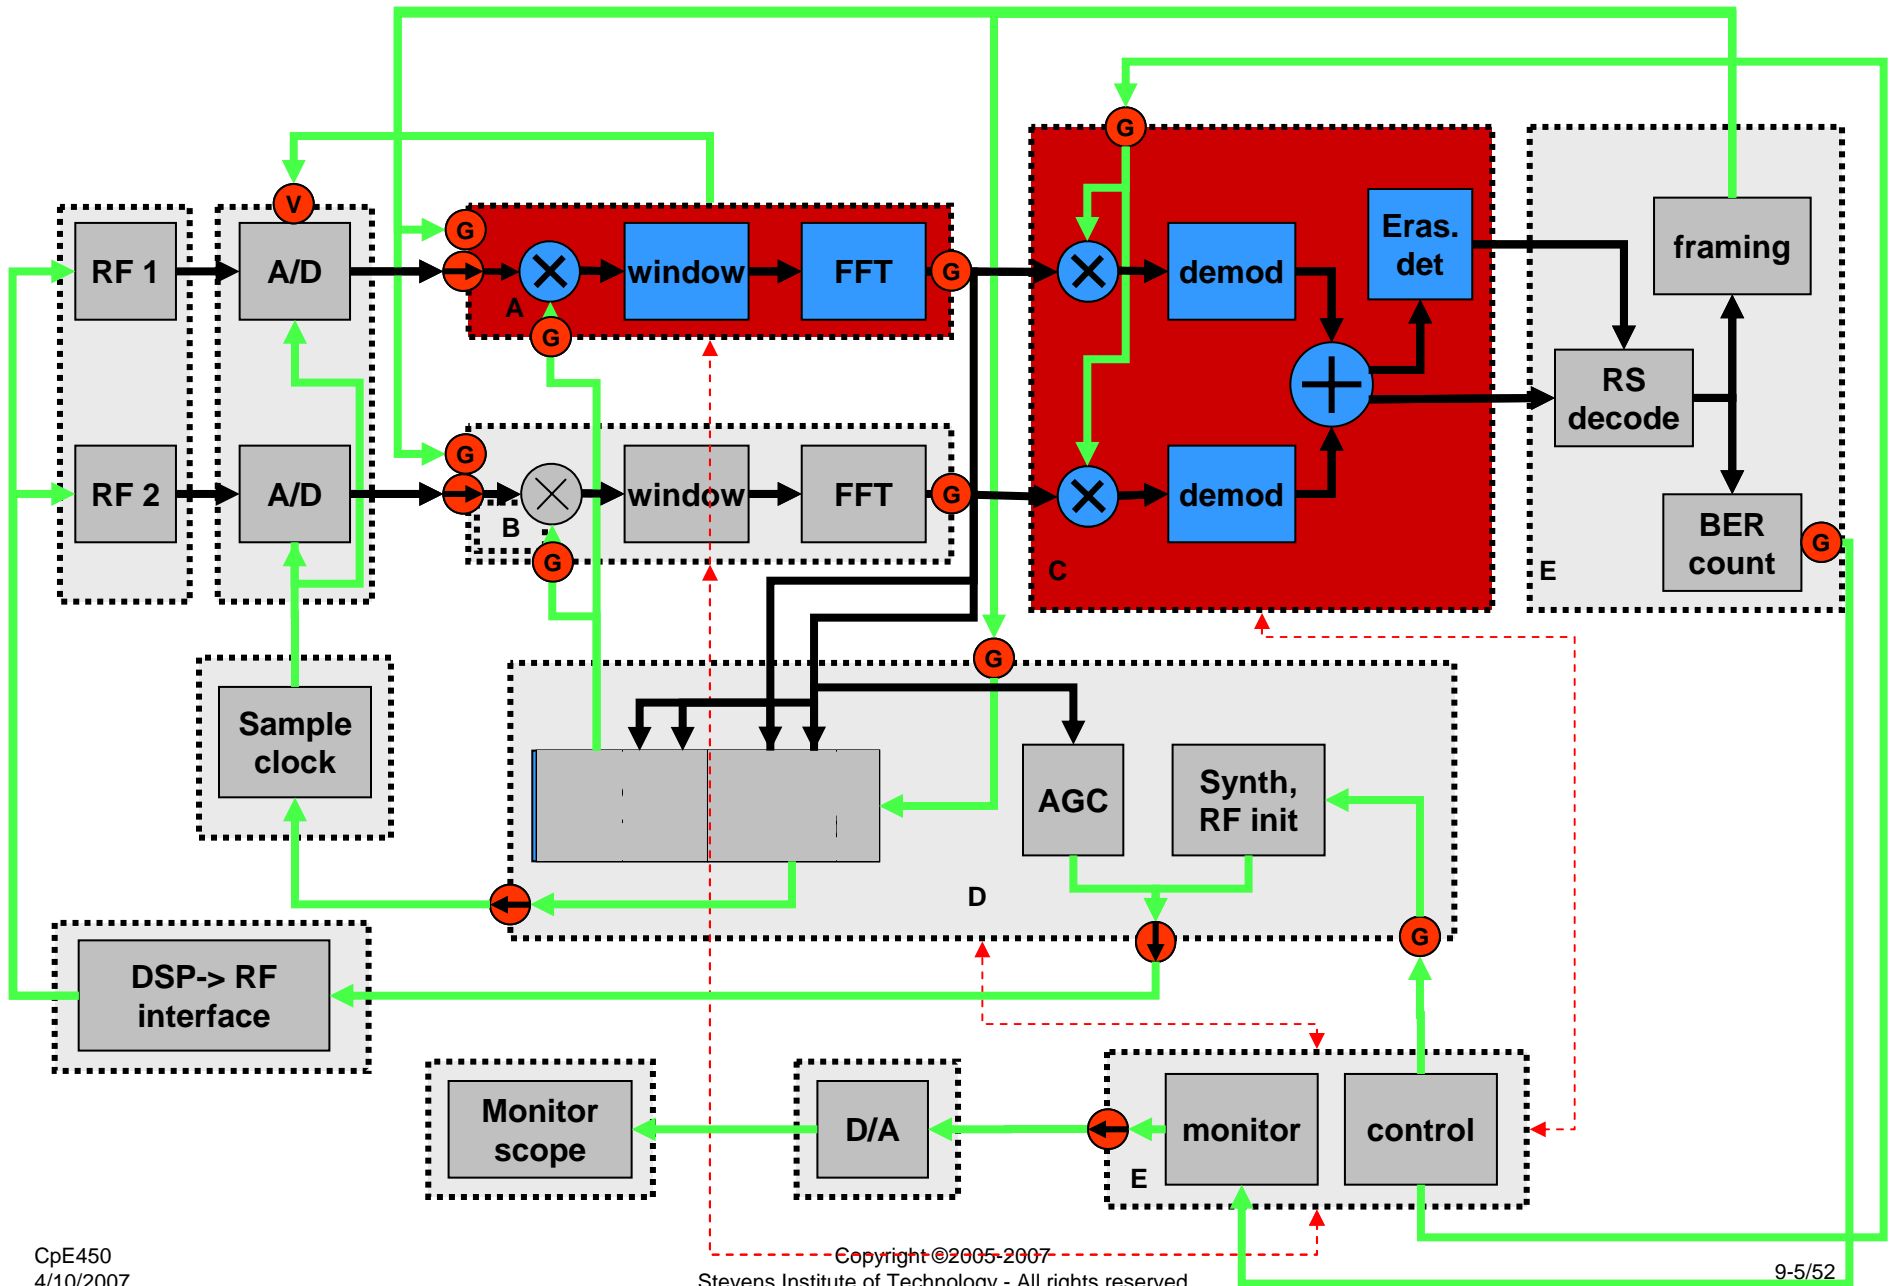 G
V
G
RF 1
A/D
A
window
FFT
G
G
demod
Eras.
det
framing
RS
decode
G
RF 2
A/D
B
G
window
FFT
G
demod
C
E
BER
count
G
G
Sample
clock
AGC
Synth,
RF init
D
G
DSP-> RF
interface
Monitor
scope
D/A
monitor
control
E
CpE450
4/10/2007
Copyright ©2005-2007
Stevens Institute of Technology - All rights reserved
9-5/52